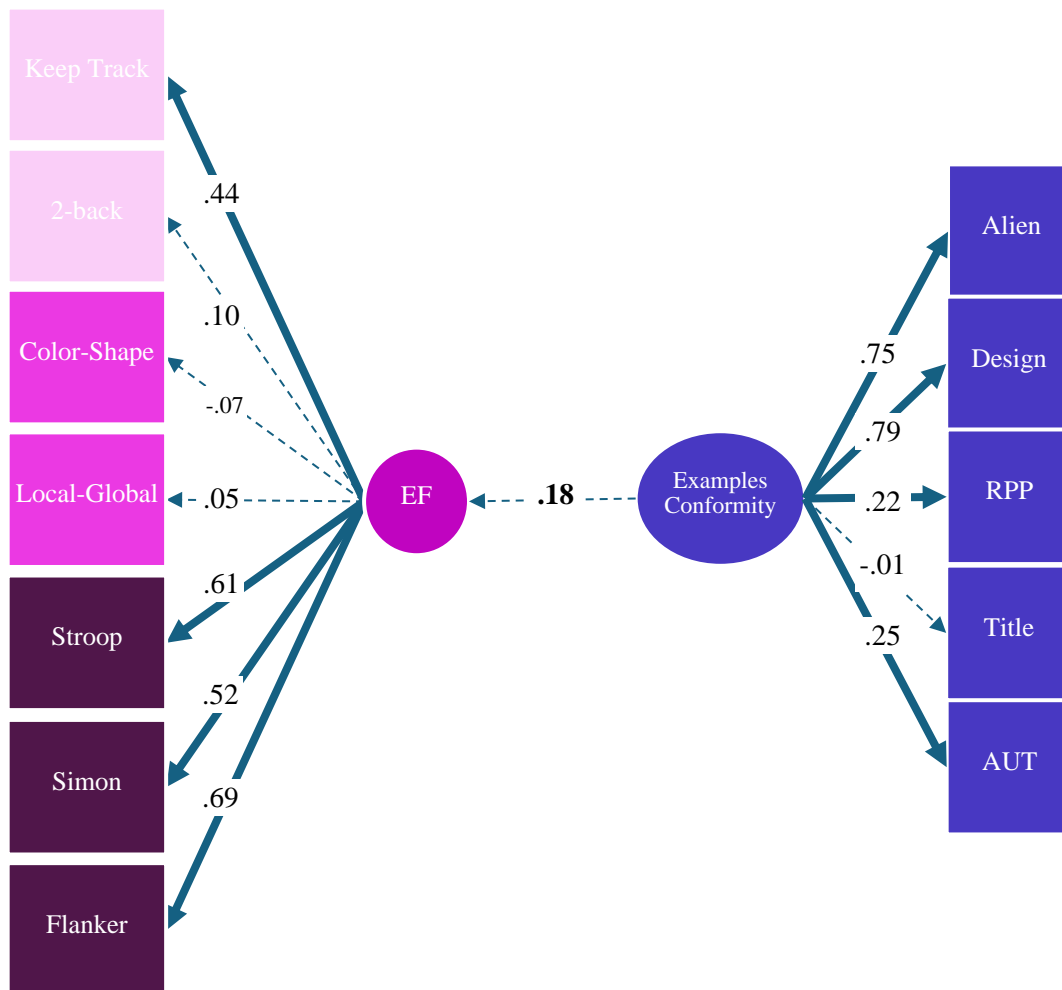 Keep Track
2-back
Color-Shape
Local-Global
Stroop
Simon
Flanker
.44
.10
-.07
.05
.61
.52
.69
EF
.18
Examples
Conformity
.75
.79
.22
-.01
.25
Alien
Design
RPP
Title
AUT